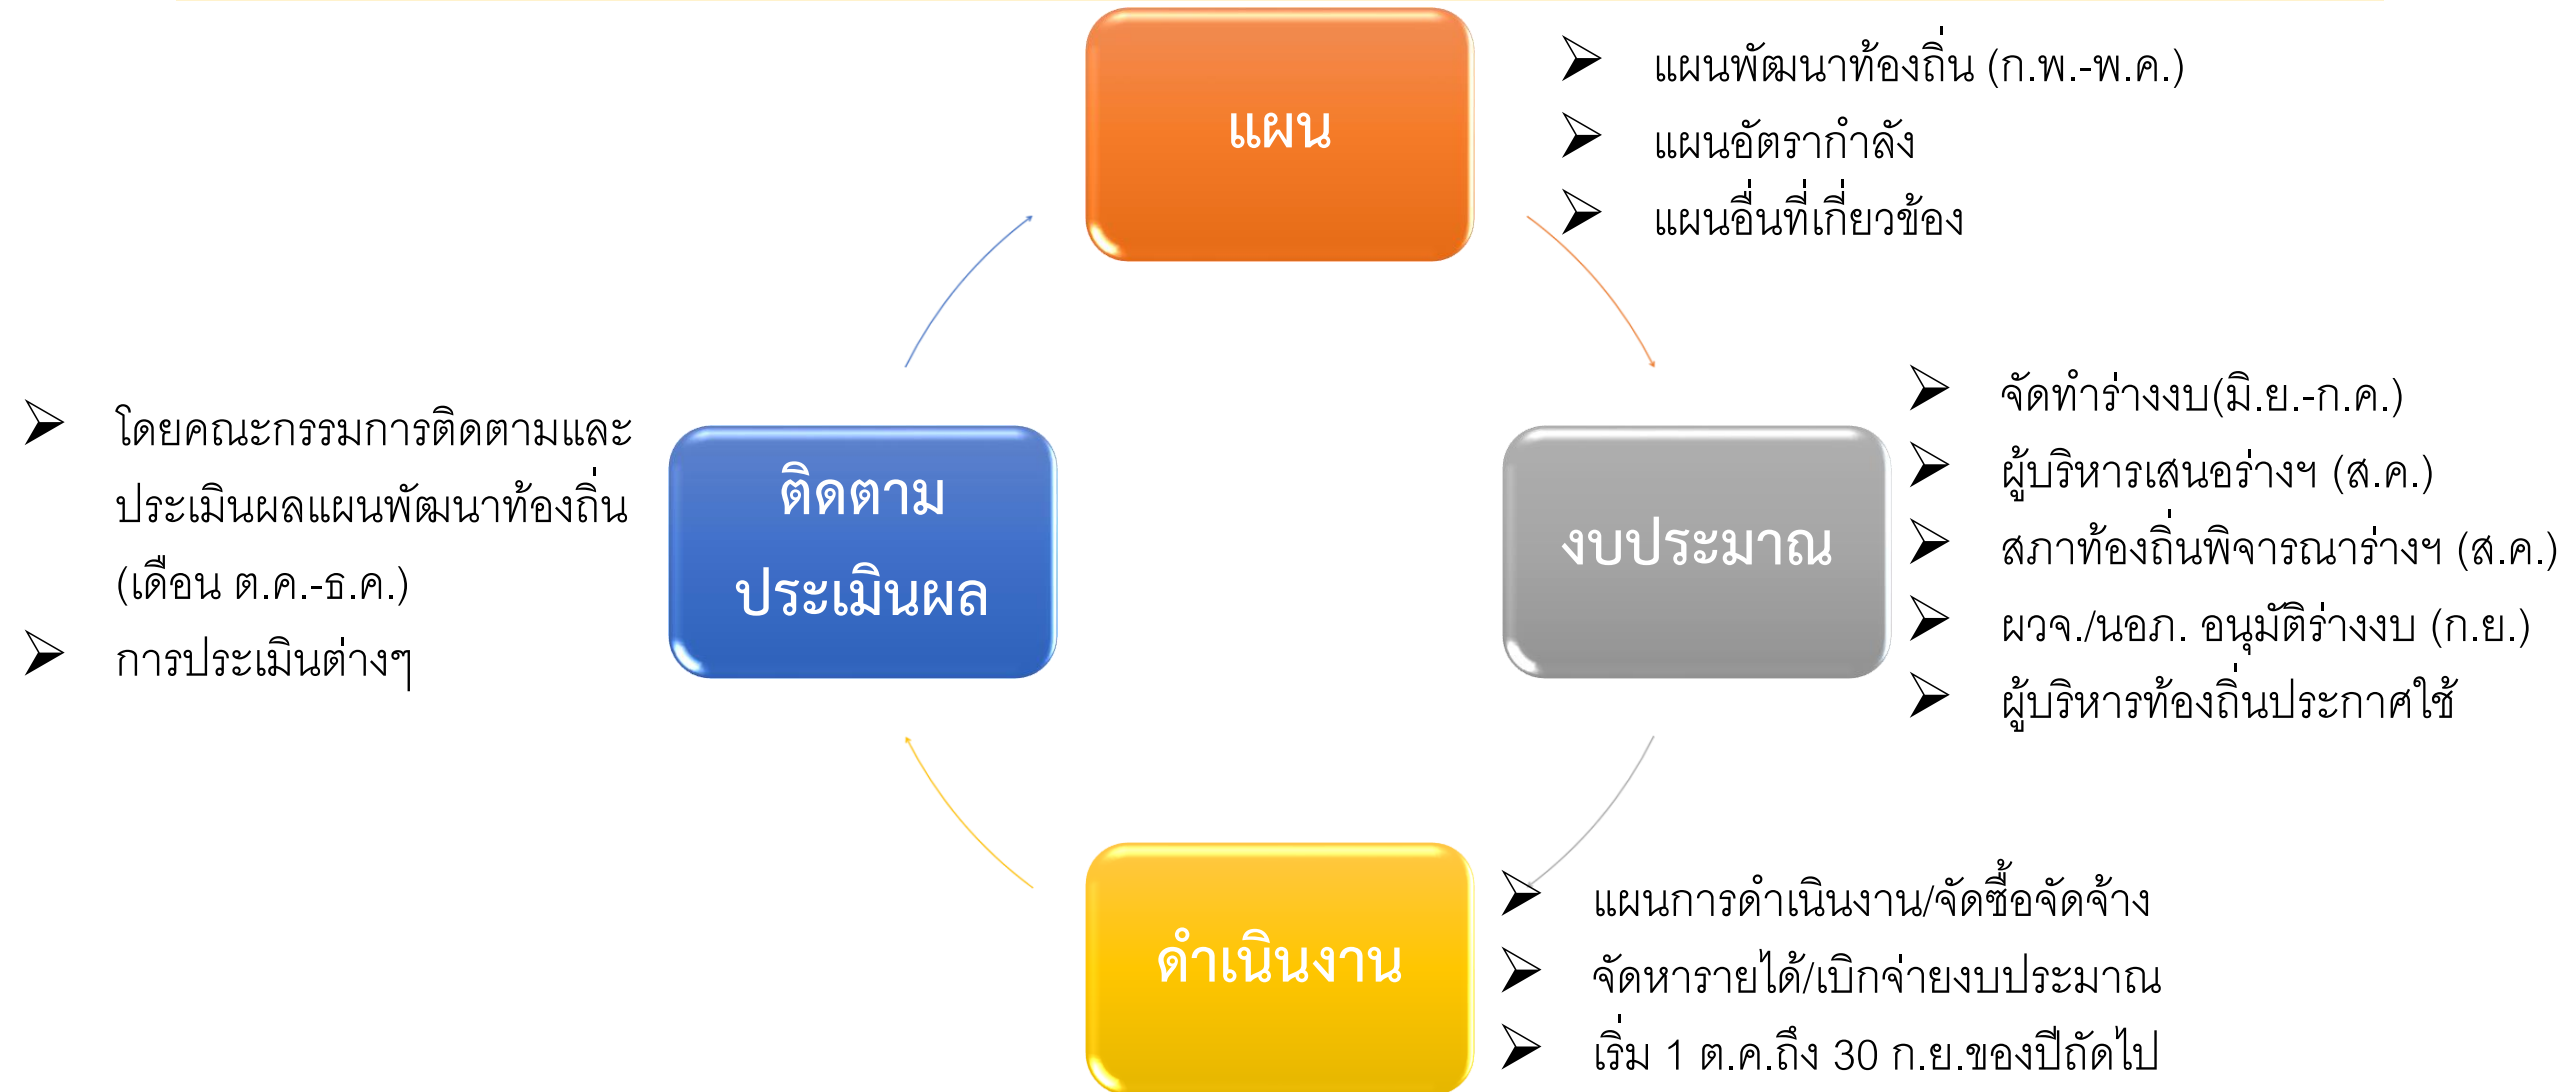 แผน
แผนพัฒนาท้องถิ่น (ก.พ.-พ.ค.)
แผนอัตรากำลัง
แผนอื่นที่เกี่ยวข้อง
งบประมาณ
จัดทำร่างงบ(มิ.ย.-ก.ค.)
ผู้บริหารเสนอร่างฯ (ส.ค.)
สภาท้องถิ่นพิจารณาร่างฯ (ส.ค.)
ผวจ./นอภ. อนุมัติร่างงบ (ก.ย.)
ผู้บริหารท้องถิ่นประกาศใช้
ดำเนินงาน
แผนการดำเนินงาน/จัดซื้อจัดจ้าง
จัดหารายได้/เบิกจ่ายงบประมาณ
เริ่ม 1 ต.ค.ถึง 30 ก.ย.ของปีถัดไป
ติดตาม
ประเมินผล
โดยคณะกรรมการติดตามและ
ประเมินผลแผนพัฒนาท้องถิ่น
(เดือน ต.ค.-ธ.ค.)
การประเมินต่างๆ